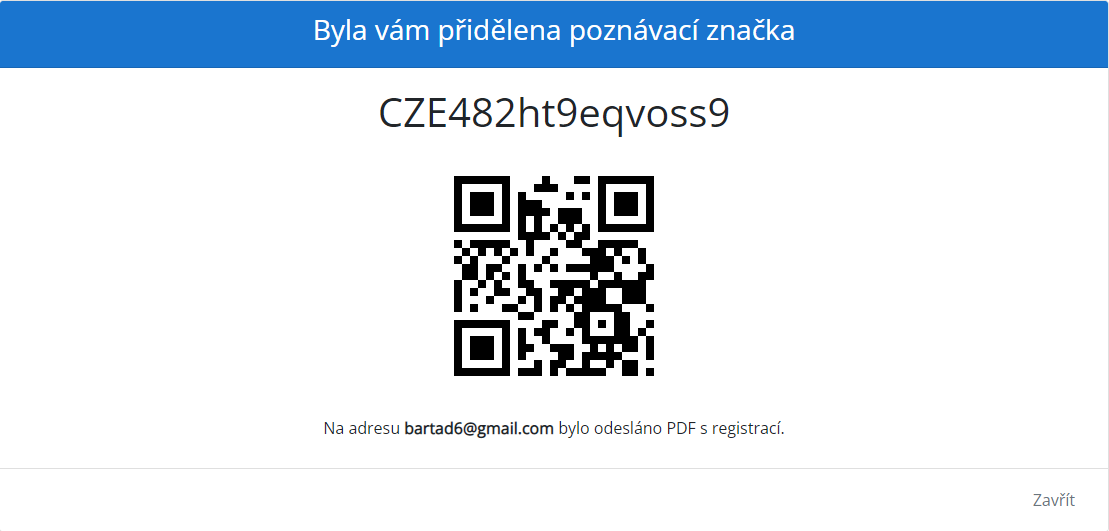 Byla vám přidělena poznávací značka
CZE482ht9eqvoss9
Na adresu bartad6@gmail.com bylo odesláno PDF s registrací.
Zavřít